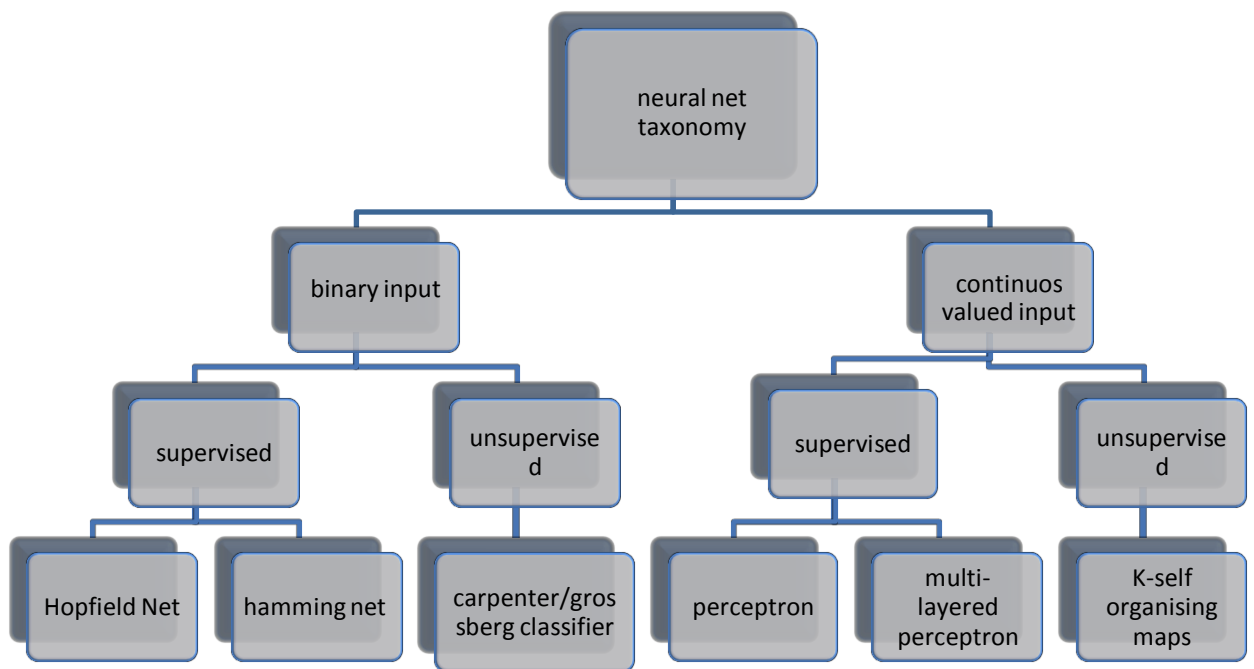 neural net
taxonomy
binary input
continuos
valued input
supervised
unsupervise
d
supervised
unsupervise
d
Hopfield Net
hamming net
carpenter/gros
sberg classifier
perceptron
multi-
layered
perceptron
K-self
organising
maps